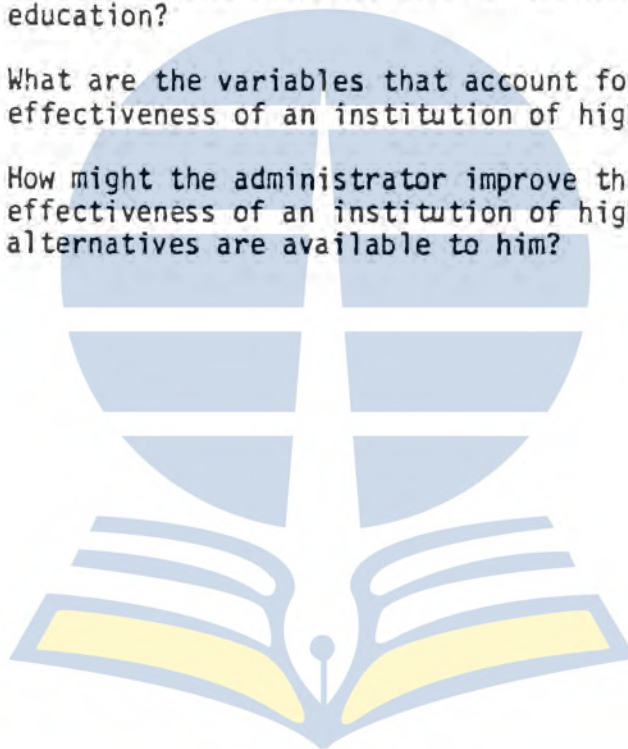 education?
What are the variables that account fo
effectiveness of an institution of hig
How might the administrator improve th
effectiveness of an institution of hig
alternatives are available to him?